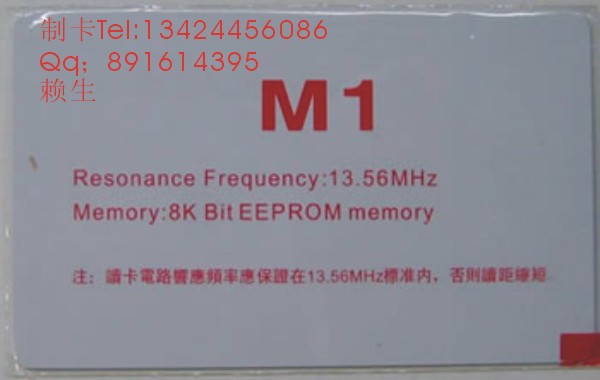 制卡Tel:13424456086
Qq；891614395
赖生
M1
Resonance Frequency:13.56MHz
Memory:8K Bit EEPROM memory
注：讀卡電路響應頻率應保證在13.56MHz標准内，否則讀距縮短